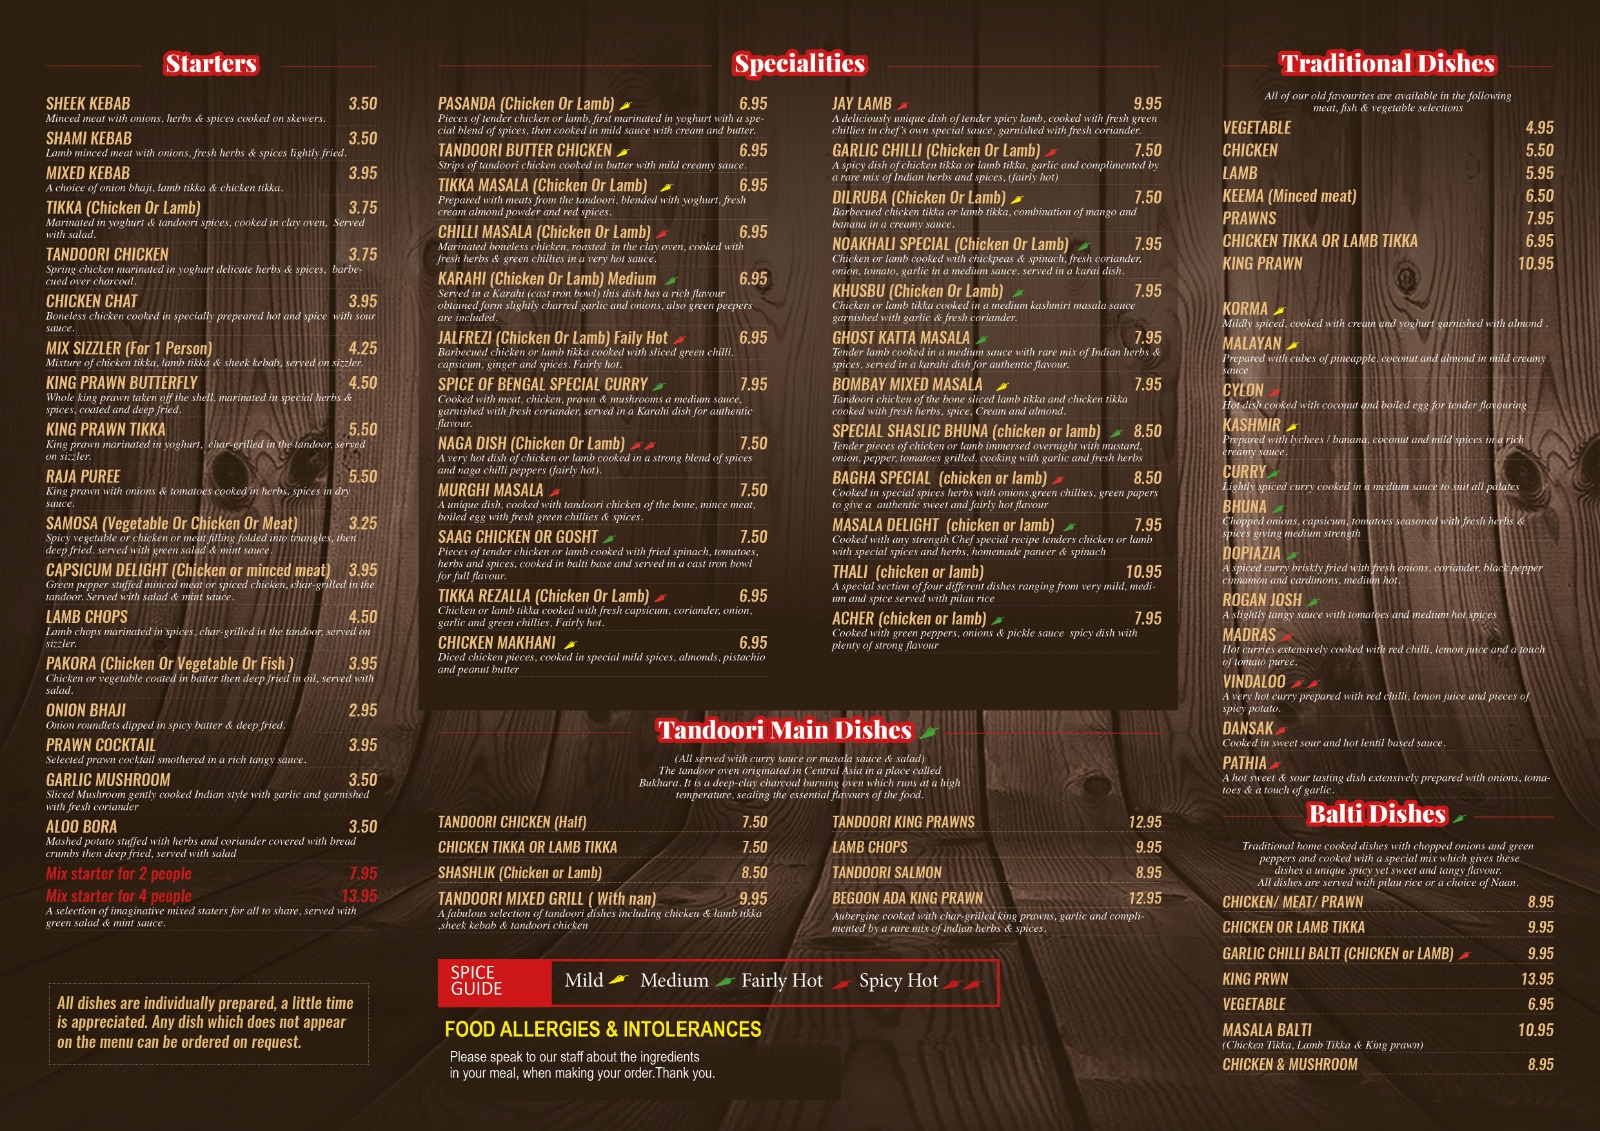 Starters
SHEEK KEBAB 3.50
Minced meat with onions, herbs & spices cooked on skewers.
SHAMI KEBAB 3.50
Lamb minced meat with onions, fresh herbs & spices lightly fried.
MIXED KEBAB 3.95
A choice of onion bhaji, lamb tikka & chicken tikka.
TIKKA (Chicken Or Lamb) 3.75
Marinated in yoghurt & tandoori spices, cooked in clay oven, Served
with salad.
TANDOORI CHICKEN 3.75
Spring chicken marinated in yoghurt delicate herbs & spices, barbe-
cued over charcoal.
CHICKEN CHAT 3.95
Boneless chicken cooked in specially prepeared hot and spice with sour
sauce.
MIX SIZZLER (For 1 Person) 4.25
Mixture of chicken tikka, lamb tikka & sheek kebab, served on sizzler.
KING PRAWN BUTTERFLY 4.50
Whole king prawn taken off the shell, marinated in special herbs &
spices, coated and deep fried.
KING PRAWN TIKKA 5.50
King prawn marinated in yoghurt, char-grilled in the tandoor, served
on sizzler.
RAJA PUREE 5.50
King prawn with onions & tomatoes cooked in herbs, spices in dry
sauce.
SAMOSA (Vegetable Or Chicken Or Meat) 3.25
Spicy vegetable or chicken or meat filling folded into triangles, then
deep fried. served with green salad & mint sauce.
CAPSICUM DELIGHT (Chicken or minced meat) 3.95
Green pepper stuffed minced meat or spiced chicken, char-grilled in the
tandoor. Served with salad & mint sauce.
LAMB CHOPS 4.50
Lamb chops marinated in spices, char-grilled in the tandoor, served on
sizzler.
PAKORA (Chicken Or Vegetable Or Fish ) 3.95
Chicken or vegetable coated in batter then deep fried in oil, served with
salad.
ONION BHAJI 2.95
Onion roundlets dipped in spicy batter & deep fried.
PRAWN COCKTAIL 3.95
Selected prawn cocktail smothered in a rich tangy sauce.
GARLIC MUSHROOM 3.50
Sliced Mushroom gently cooked Indian style with garlic and garnished
with fresh coriander
ALOO BORA 3.50
Mashed potato stuffed with herbs and coriander covered with bread
crumbs then deep fried, served with salad
Mix starter for 2 people 7,95
Mix starter for 4 people 13.95
A selection of imaginative mixed staters for all to share, served with
green salad & mint sauce.
All dishes are individually prepared, a little time
is appreciated. Any dish which does not appear
on the menu can be ordered on request.
Specialities
PASANDA (Chicken Or Lamb) 6.95
Pieces of tender chicken or lamb, first marinated in yoghurt with a spe-
cial blend of spices, then cooked in mild sauce with cream and butter.
TANDOORI BUTTER CHICKEN 6.95
Strips of tandoori chicken cooked in butter with mild creamy sauce.
TIKKA MASALA (Chicken Or Lamb) 6.95
Prepared with meats from the tandoori, blended with yoghurt, fresh
cream almond powder and red spices.
CHILLI MASALA (Chicken Or Lamb) 6.95
Marinated boneless chicken, roasted in the clay oven, cooked with
fresh herbs & green chillies in a very hot sauce.
KARAHI (Chicken Or Lamb) Medium 6.95
Served in a Karahi (cast iron bowl) this dish has a rich flavour
obtained form slightly charred garlic and onions, also green peepers
are included.
JALFREZI (Chicken Or Lamb) Faily Hot 6.95
Barbecued chicken or lamb tikka cooked with sliced green chilli,
capsicum, ginger and spices. Fairly hot.
SPICE OF BENGAL SPECIAL CURRY 7.95
Cooked with meat, chicken, prawn & mushrooms a medium sauce,
garnished with fresh coriander, served in a Karahi dish for authentic
flavour.
NAGA DISH (Chicken Or Lamb) 7.50
A very hot dish of chicken or lamb cooked in a strong blend of spices
and naga chilli peppers (fairly hot).
MURGHI MASALA 7.50
A unique dish, cooked with tandoori chicken of the bone, mince meat,
boiled egg with fresh green chillies & spices.
SAAG CHICKEN OR GOSHT 7.50
Pieces of tender chicken or lamb cooked with fried spinach, tomatoes,
herbs and spices, cooked in balti base and served in a cast iron bowl
for full flavour.
TIKKA REZALLA (Chicken Or Lamb) 6.95
Chicken or lamb tikka cooked with fresh capsicum, coriander, onion,
garlic and green chillies, Fairly hot.
CHICKEN MAKHANI 6.95
Diced chicken pieces, cooked in special mild spices, almonds, pistachio
and peanut butter
JAY LAMB 9.95
A deliciously unique dish of tender spicy lamb, cooked with fresh green
chillies in chef's own special sauce, garnished with fresh coriander.
GARLIC CHILLI (Chicken Or Lamb) 7.50
A spicy dish of chicken tikka or lamb tikka, garlic and complimented by
a rare mix of Indian herbs and spices, (fairly hot)
DILRUBA (Chicken Or Lamb) 7.50
Barbecued chicken tikka or lamb tikka, combination of mango and
banana in a creamy sauce.
NOAKHALI SPECIAL (Chicken Or Lamb) 7.95
Chicken or lamb cooked with chickpeas & spinach, fresh coriander,
onion, tomato, garlic in a medium sauce. served in a karai dish.
KHUSBU (Chicken Or Lamb) 7.95
Chicken or lamb tikka cooked in a medium kashmiri masala sauce
garnished with garlic & fresh coriander.
GHOST KATTA MASALA 7.95
Tender lamb cooked in a medium sauce with rare mix of Indian herbs &
spices, served in a karahi dish for authentic flavour.
BOMBAY MIXED MASALA 7.95
Tandoori chicken of the bone sliced lamb tikka and chicken tikka
cooked with fresh herbs, spice, Cream and almond.
SPECIAL SHASLIC BHUNA (chicken or lamb) 8.50
Tender pieces of chicken or lamb immersed overnight with mustard,
onion, pepper, tomatoes grilled, cooking with garlic and fresh herbs
BAGHA SPECIAL (chicken or lamb) 8.50
Cooked in special spices herbs with onions,green chillies, green papers
to give a authentic sweet and fairly hot flavour
MASALA DELIGHT (chicken or lamb) 7.95
Cooked with any strength Chef special recipe tenders chicken or lamb
with special spices and herbs, homemade paneer & spinach
THALI (chicken or lamb) 10.95
A special section of four different dishes ranging from very mild, medi-
um and spice served with pilau rice
ACHER (chicken or lamb) 7.95
Cooked with green peppers, onions & pickle sauce spicy dish with
plenty of strong flavour
Tandoori Main Dishes
(All served with curry sauce or masala sauce & salad)
The tandoor oven originated in Central Asia in a place called
Bukhara. It is a deep-clay charcoal burning oven which runs at a high
temperature, sealing the essential flavours of the food.
TANDOORI CHICKEN (Half) 7.50
CHICKEN TIKKA OR LAMB TIKKA 7.50
SHASHLIK (Chicken or Lamb) 8.50
TANDOORI MIXED GRILL ( With nan) 9.95
A fabulous selection of tandoori dishes including chicken & lamb tikka
,sheek kebab & tandoori chicken
TANDOORI KING PRAWNS 12.95
LAMB CHOPS 9.95
TANDOORI SALMON 8.95
BEGOON ADA KING PRAWN 12.95
Aubergine cooked with char-grilled king prawns, garlic and compli-
mented by a rare mix of indian herbs & spices.
SPICE
GUIDE
Mild Medium Fairly Hot Spicy Hot
FOOD ALLERGIES & INTOLERANCES
Please speak to our staff about the ingredients
in your meal, when making your order.Thank you.
Traditional Dishes
All of our old favourites are available in the following
meat, fish & vegetable selections
VEGETABLE 4.95
CHICKEN 5.50
LAMB 5.95
KEEMA (Minced meat) 6.50
PRAWNS 7.95
CHICKEN TIKKA OR LAMB TIKKA 6.95
KING PRAWN 10.95
KORMA
Mildly spiced, cooked with cream and yoghurt garnished with almond .
MALAYAN
Prepared with cubes of pineapple, coconut and almond in mild creamy
sauce
CYLON
Hot dish cooked with coconut and boiled egg for tender flavouring
KASHMIR
Prepared with lychees / banana, coconut and mild spices in a rich
creamy sauce.
CURRY
Lightly spiced curry cooked in a medium sauce to suit all palates
BHUNA
Chopped onions, capsicum, tomatoes seasoned with fresh herbs &
spices giving medium strength
DOPIAZIA
A spiced curry briskly fried with fresh onions, coriander, black pepper
cinnamon and cardimons, medium hot.
ROGAN JOSH
A slightly tangy sauce with tomatoes and medium hot spices
MADRAS
Hot curries extensively cooked with red chilli, lemon juice and a touch
of tomato puree.
VINDALOO
A very hot curry prepared with red chilli, lemon juice and pieces of
spicy potato.
DANSAK
Cooked in sweet sour and hot lentil based sauce.
PATHIA
A hot sweet & sour tasting dish extensively prepared with onions, toma-
toes & a touch of garlic.
Balti Dishes
Traditional home cooked dishes with chopped onions and green
peppers and cooked with a special mix which gives these
dishes a unique spicy yet sweet and tangy flavour.
All dishes are served with pilau rice or a choice of Naan.
CHICKEN/ MEAT/ PRAWN 8.95
CHICKEN OR LAMB TIKKA 9.95
GARLIC CHILLI BALTI (CHICKEN or LAMB) 9.95
KING PRWN 13.95
VEGETABLE 6.95
MASALA BALTI 10.95
(Chicken Tikka, Lamb Tikka & King prawn)
CHICKEN & MUSHROOM 8.95